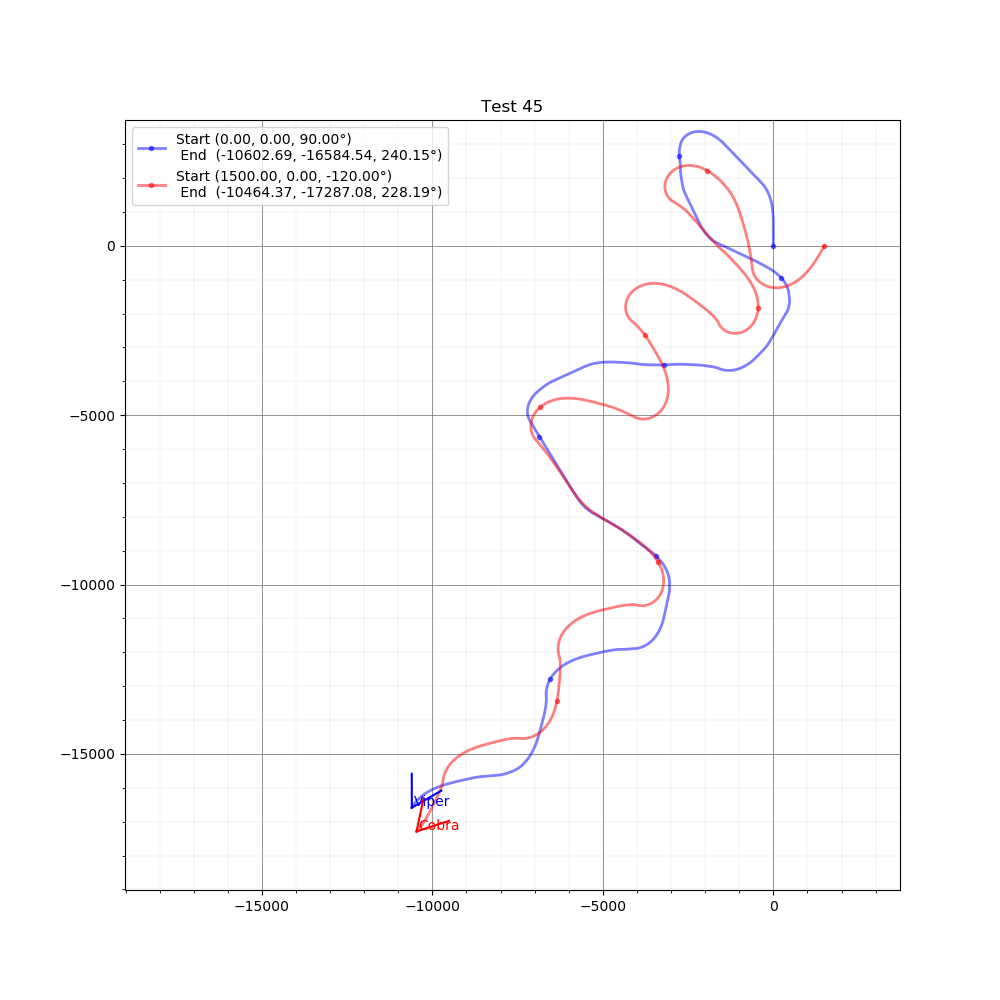 Test 45
Start (0.00, 0.00, 90.00°)
End (-10602.69, -16584.54, 240.15°)
Start (1500.00, 0.00, -120.00°)
End (-10464.37, -17287.08, 228.19°)
0
−5000
−10000
−15000
Viper
Cobra
−15000 −10000 −5000 0